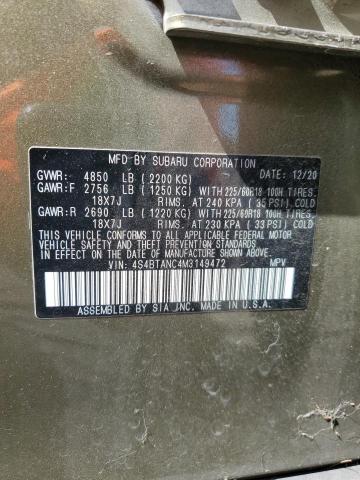 MFD BY SUBARU CORPORATION
DATE: 12/20
GVWR: 4850 LB (2200 KG)
GAWR:F 2756 LB (1250 KG) WITH 225/60R18 100H TIRES,
18X7J RIMS, AT 240 KPA (35 PSI) COLD
GAWR:R 2690 LB (1220 KG) WITH 225/60R18 100H TIRES,
18X7J RIMS, AT 230 KPA (33 PSI) COLD
THIS VEHICLE CONFORMS TO ALL APPLICABLE
FEDERAL MOTOR VEHICLE SAFETY AND THEFT
PREVENTION STANDARDS IN EFFECT ON THE DATE
OF MANUFACTURE SHOWN ABOVE.
VIN: 4S4BTANC4M3149472 MPV
ASSEMBLED BY SIA,INC. MADE IN U.S.A.